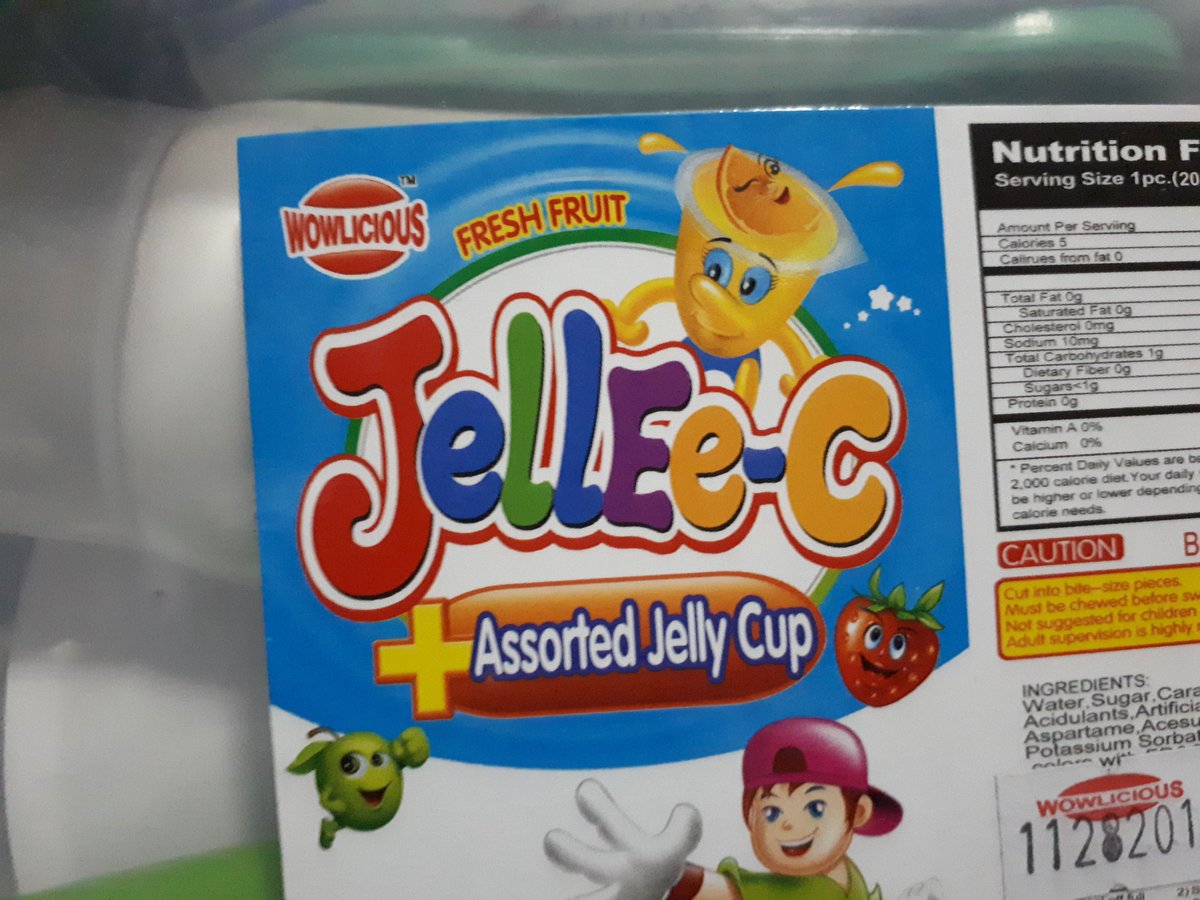 WOWLICIOUS
TM
FRESH FRUIT
JellEe-C
Assorted Jelly Cup
Nutrition F
Serving Size 1pc.(20
Amount Per Serviing
Calories 5
Calirues from fat 0
Total Fat 0g
Saturated Fat 0g
Cholesterol 0mg
Sodium 10mg
Total Carbohydrates 1g
Dietary Fiber 0g
Sugars<1g
Protein 0g
Vitamin A 0%
Calcium 0%
* Percent Daily Values are be
2,000 calorie diet.Your daily
be higher or lower depending
calorie needs.
CAUTION B
Cut into bite-size pieces.
Must be chewed before sw
Not suggested for children
Adult supervision is highly
INGREDIENTS:
Water,Sugar,Cara
Acidulants,Artificia
Aspartame,Acesu
Potassium Sorbat
WOWLICIOUS
1128201